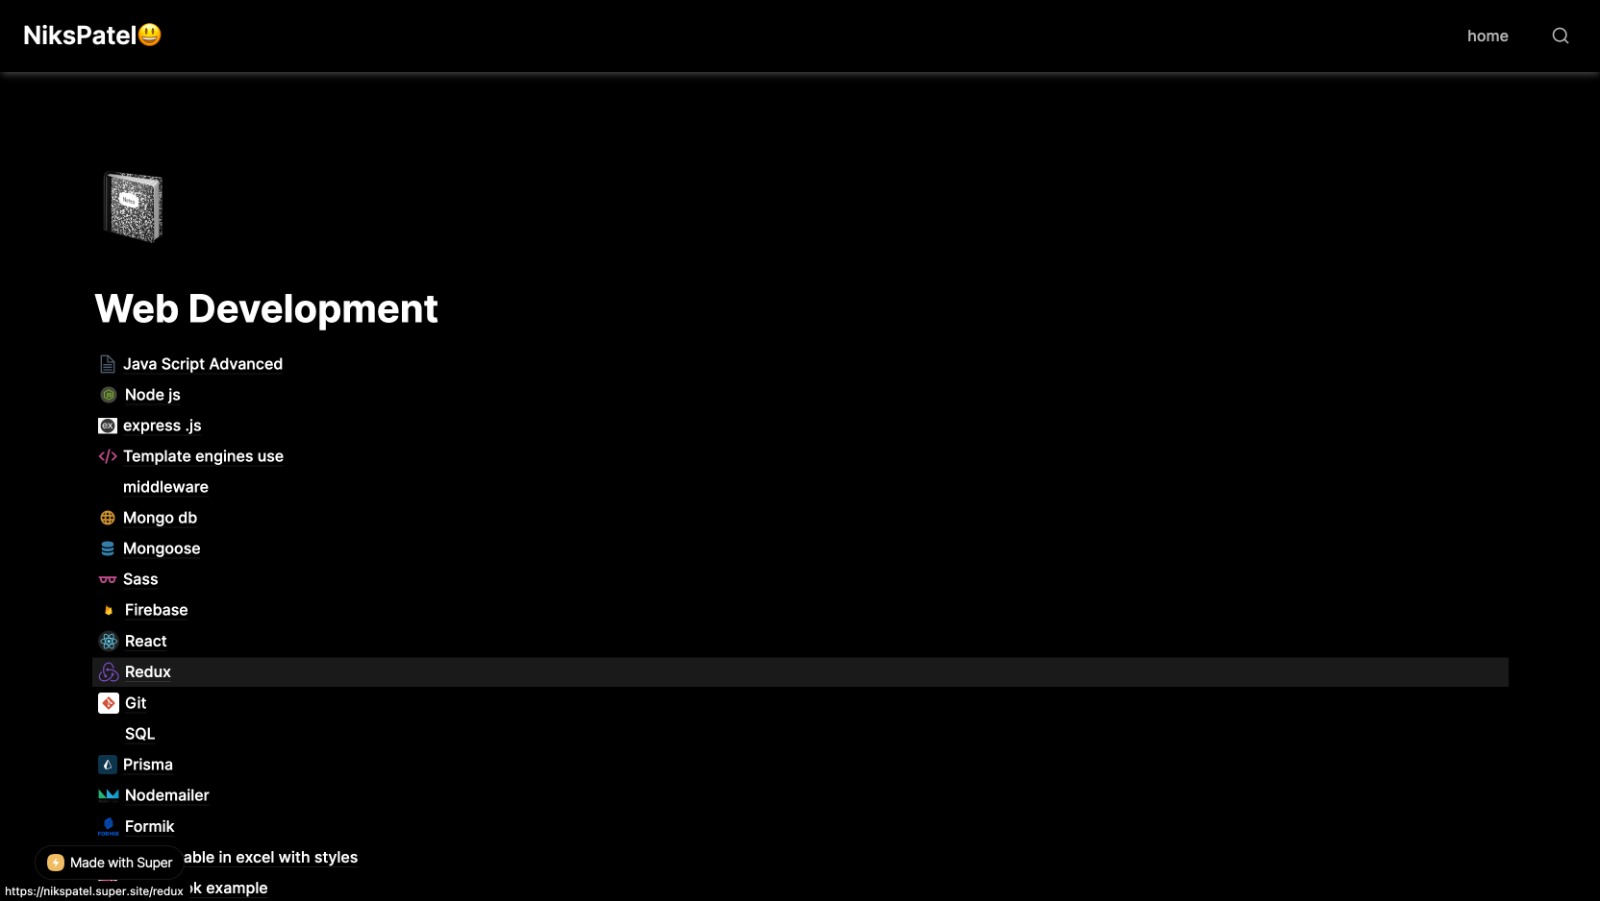 NiksPatel😃
home
Notes
Web Development
Java Script Advanced
Node js
express .js
Template engines use
middleware
Mongo db
Mongoose
Sass
Firebase
React
Redux
Git
SQL
Prisma
Nodemailer
Formik
able in excel with styles
Made with Super
https://nikspatel.super.site/redux
ok example